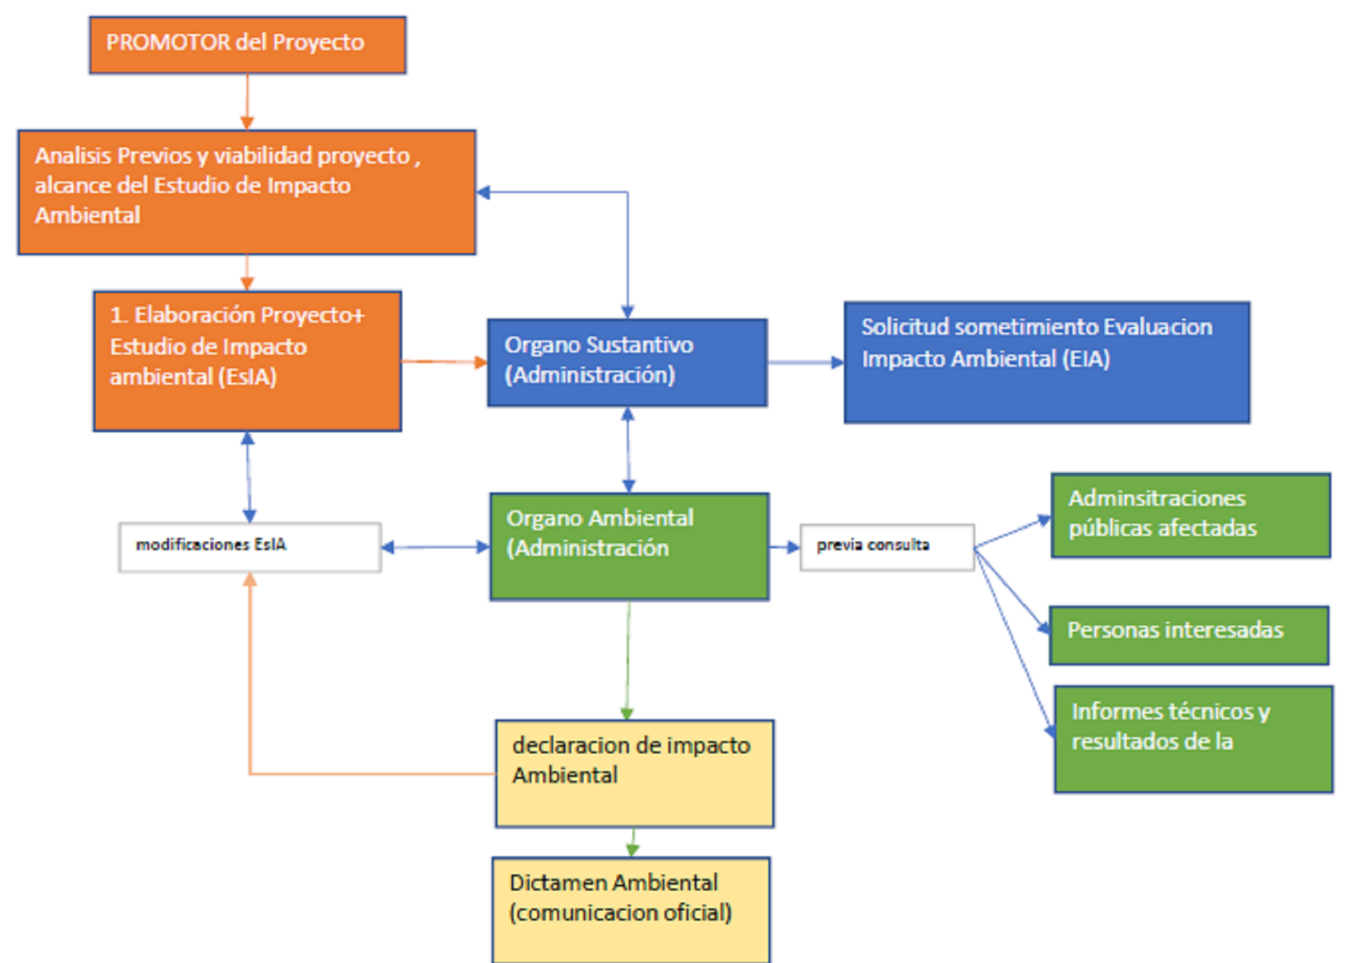 PROMOTOR del Proyecto
Analisis Previos y viabilidad proyecto ,
alcance del Estudio de Impacto
Ambiental
1. Elaboración Proyecto+
Estudio de Impacto
ambiental (EsIA)
Organo Sustantivo
(Administración)
Solicitud sometimiento Evaluacion
Impacto Ambiental (EIA)
modificaciones EsIA
Organo Ambiental
(Administración
previa consulta
Adminsitraciones
públicas afectadas
Personas interesadas
Informes técnicos y
resultados de la
declaracion de impacto
Ambiental
Dictamen Ambiental
(comunicacion oficial)